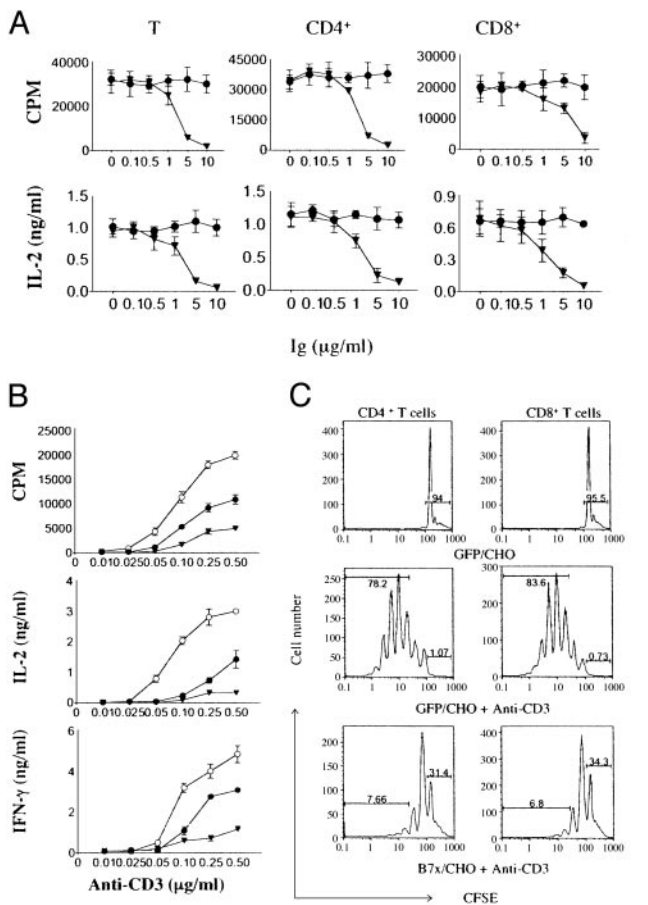 A
T CD4+ CD8+
CPM
40000 20000 0
45000 30000 15000 0
30000 20000 10000 0
0 0.1 0.5 1 5 10
0 0.1 0.5 1 5 10
0 0.1 0.5 1 5 10
IL-2 (ng/ml)
1.5 1.0 0.5 0.0
1.5 1.0 0.5 0.0
0.9 0.6 0.3 0.0
0 0.1 0.5 1 5 10
0 0.1 0.5 1 5 10
0 0.1 0.5 1 5 10
Ig (μg/ml)
B
CPM
25000
20000
15000
10000
5000
0
0 0.01 0.025 0.05 0.10 0.25 0.50
IL-2 (ng/ml)
4
3
2
1
0
0 0.01 0.025 0.05 0.10 0.25 0.50
IFN-γ (ng/ml)
6
4
2
0
0 0.01 0.025 0.05 0.10 0.25 0.50
Anti-CD3 (μg/ml)
C
CD4+ T cells CD8+ T cells
400 300 200 100 0
94
0.1 1 10 100 1000
400 300 200 100 0
95.5
0.1 1 10 100 1000
GFP/CHO
Cell number
250 200 150 100 50 0
78.2
1.07
0.1 1 10 100 1000
300 200 100 0
83.6
0.73
0.1 1 10 100 1000
GFP/CHO + Anti-CD3
200 150 100 50 0
7.66
31.4
0.1 1 10 100 1000
400 300 200 100 0
6.8
34.3
0.1 1 10 100 1000
B7x/CHO + Anti-CD3
CFSE